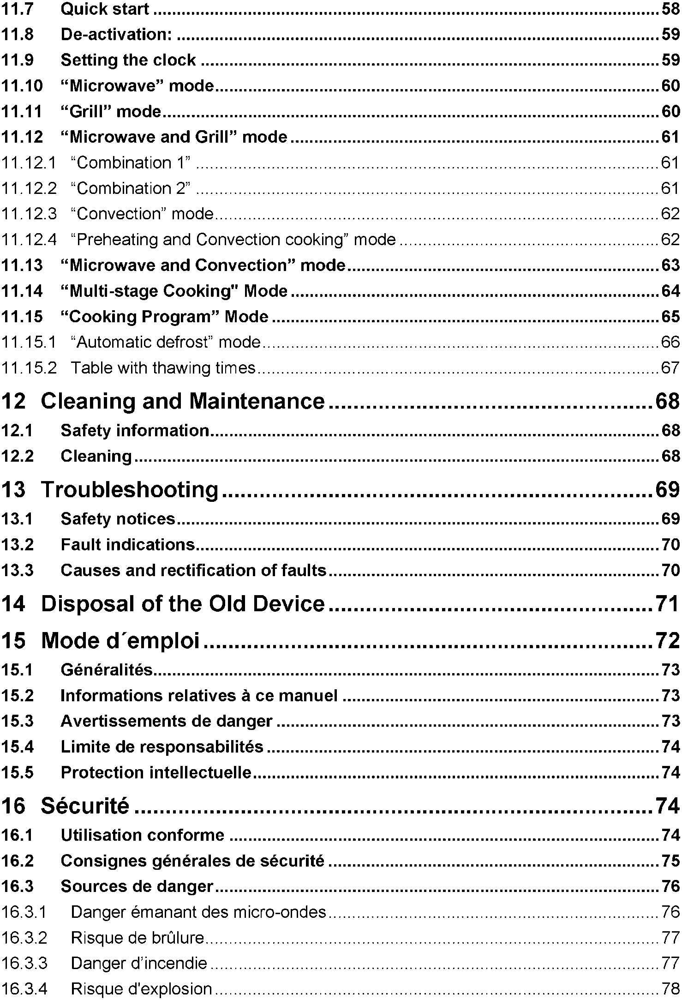 11.7 Quick start ........................ 58
11.8 De-activation: ........................ 59
11.9 Setting the clock ........................ 59
11.10 “Microwave” mode ........................ 60
11.11 “Grill” mode ........................ 60
11.12 “Microwave and Grill” mode ........................ 61
11.12.1 “Combination 1” ........................ 61
11.12.2 “Combination 2” ........................ 61
11.12.3 “Convection” mode ........................ 62
11.12.4 “Preheating and Convection cooking” mode ........................ 62
11.13 “Microwave and Convection” mode ........................ 63
11.14 “Multi-stage Cooking" Mode ........................ 64
11.15 “Cooking Program” Mode ........................ 65
11.15.1 “Automatic defrost” mode ........................ 66
11.15.2 Table with thawing times ........................ 67
12 Cleaning and Maintenance ........................ 68
12.1 Safety information ........................ 68
12.2 Cleaning ........................ 68
13 Troubleshooting ........................ 69
13.1 Safety notices ........................ 69
13.2 Fault indications ........................ 70
13.3 Causes and rectification of faults ........................ 70
14 Disposal of the Old Device ........................ 71
15 Mode d´emploi ........................ 72
15.1 Généralités ........................ 73
15.2 Informations relatives à ce manuel ........................ 73
15.3 Avertissements de danger ........................ 73
15.4 Limite de responsabilités ........................ 74
15.5 Protection intellectuelle ........................ 74
16 Sécurité ........................ 74
16.1 Utilisation conforme ........................ 74
16.2 Consignes générales de sécurité ........................ 75
16.3 Sources de danger ........................ 76
16.3.1 Danger émanant des micro-ondes ........................ 76
16.3.2 Risque de brûlure ........................ 77
16.3.3 Danger d’incendie ........................ 77
16.3.4 Risque d'explosion ........................ 78